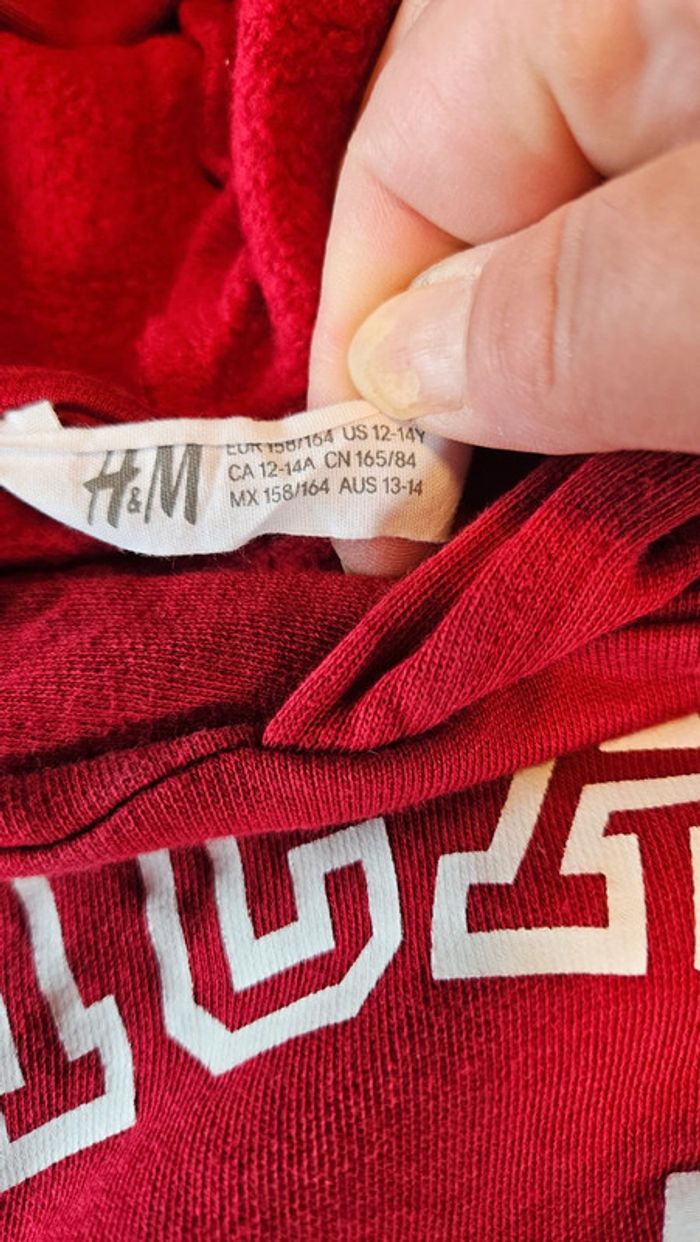 H&M
EUR 158/164 US 12-14Y
CA 12-14A CN 165/84
MX 158/164 AUS 13-14